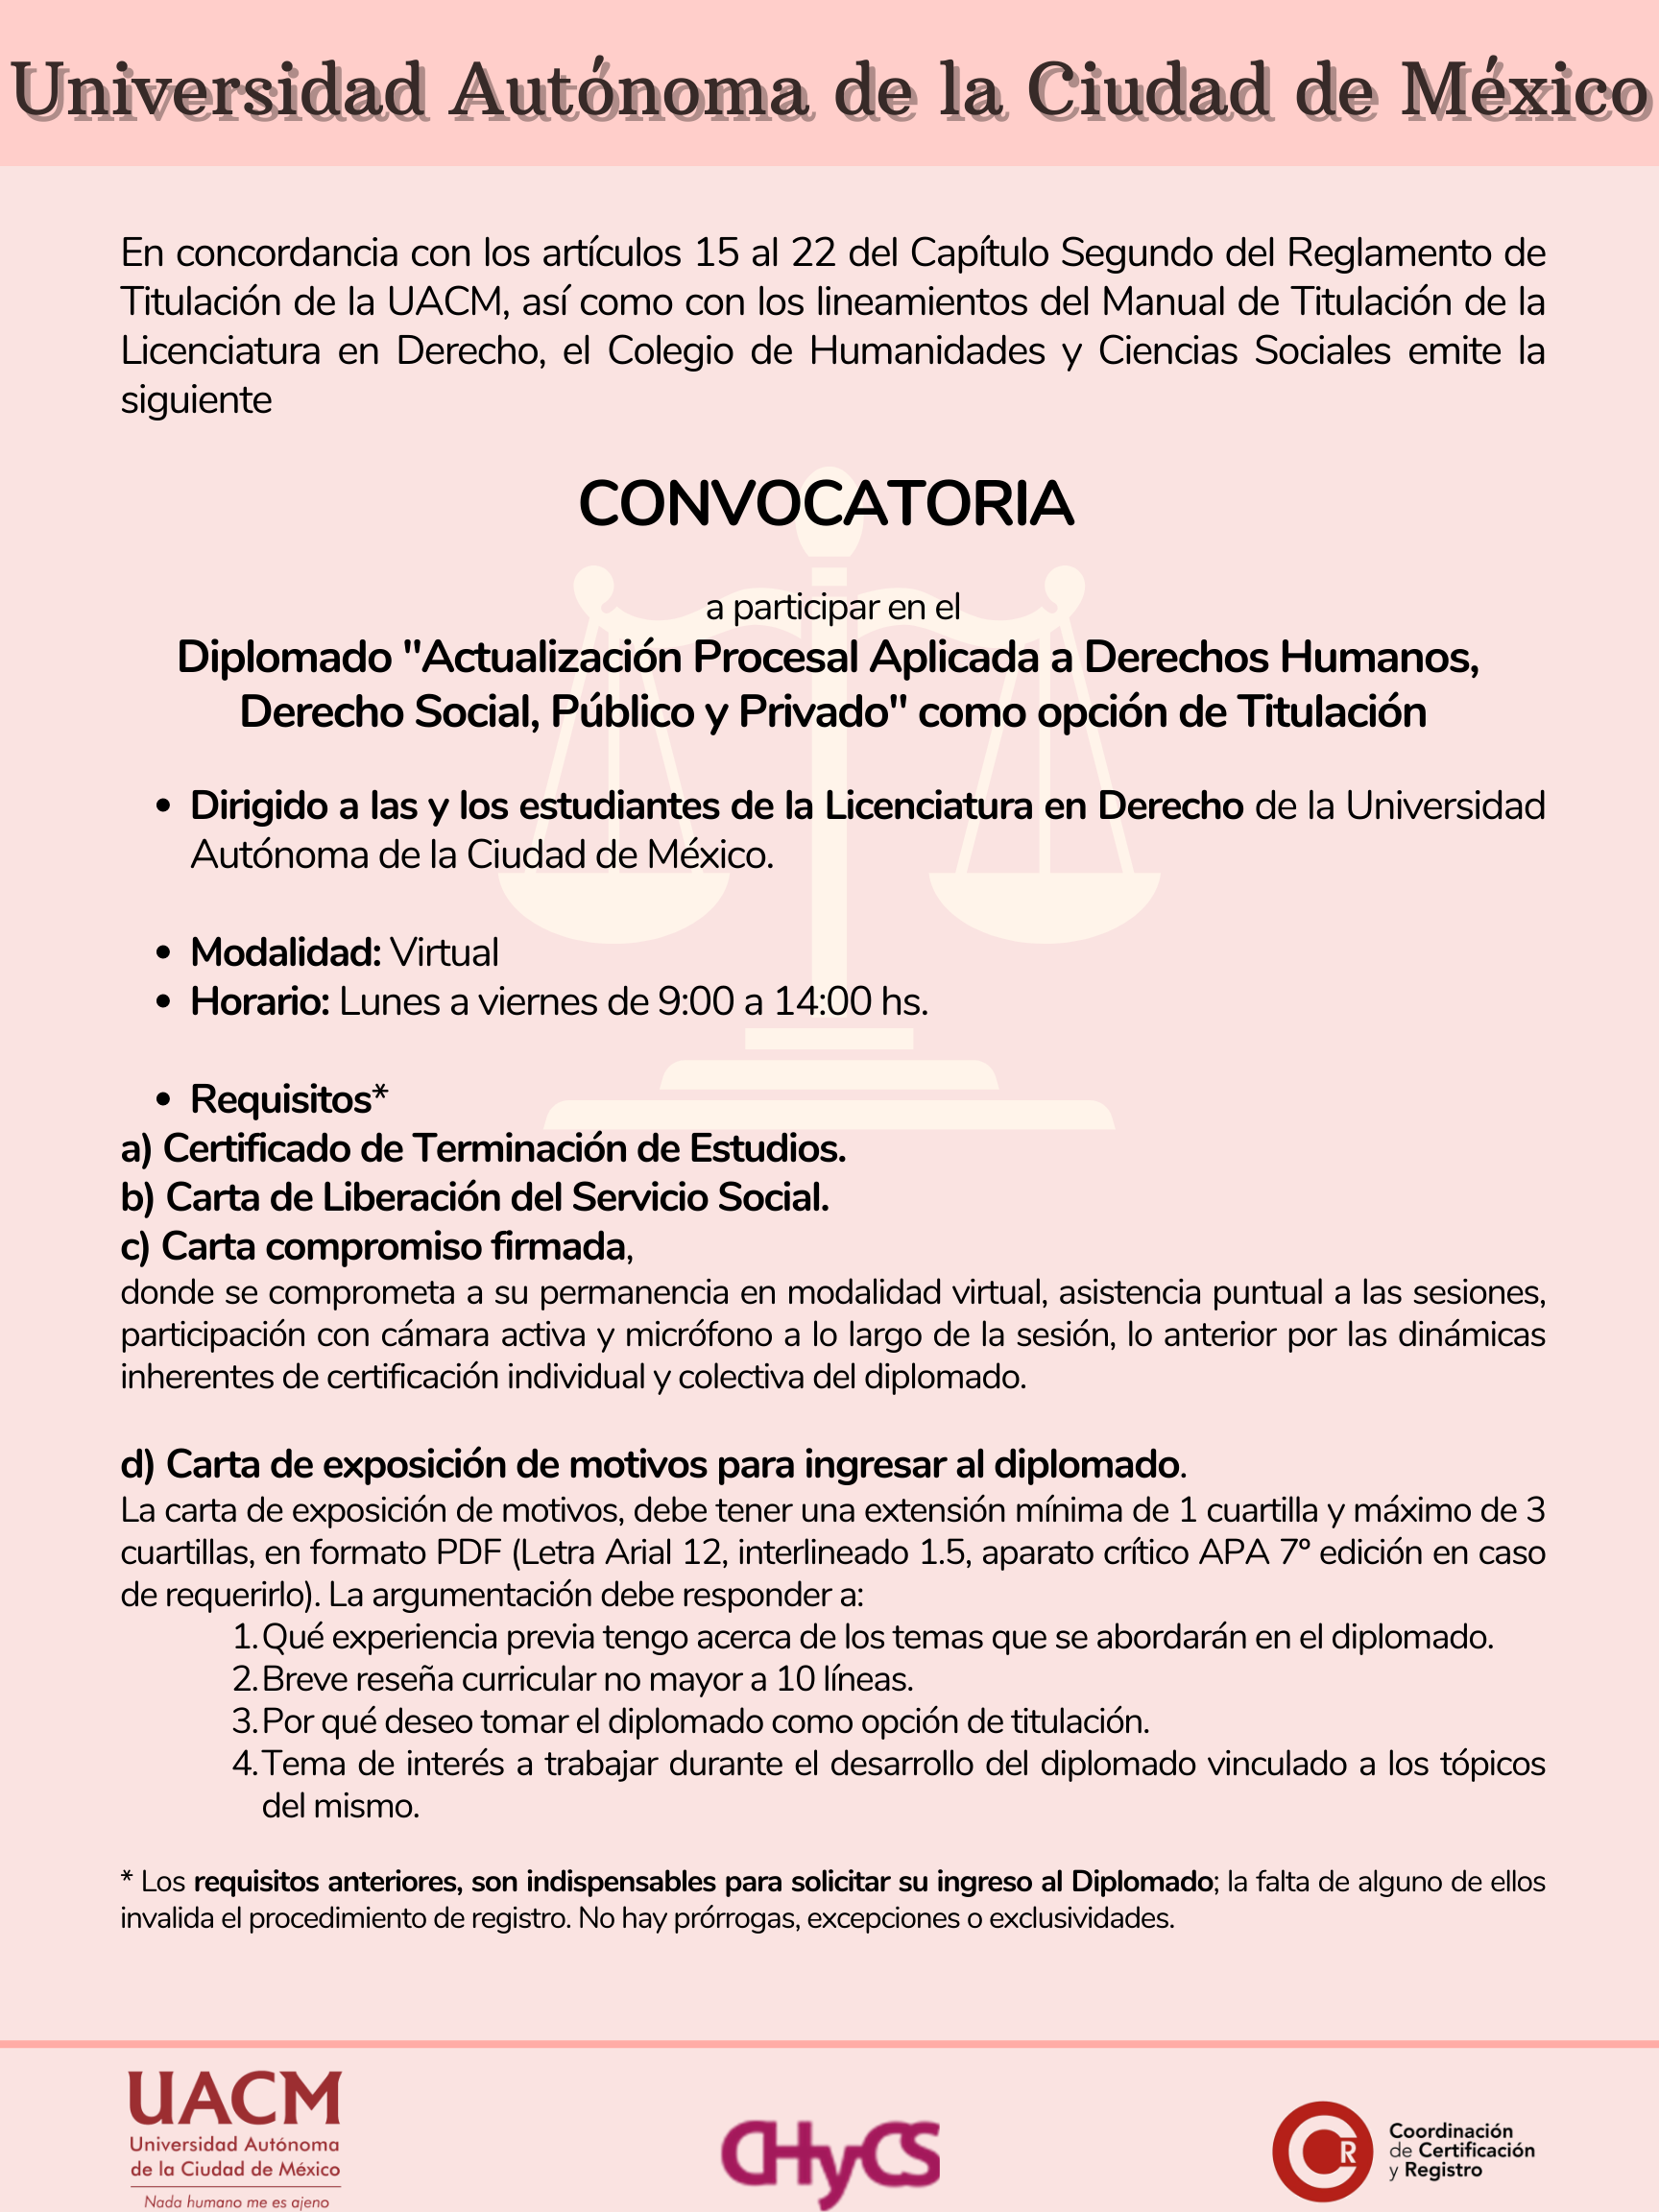 Universidad Autónoma de la Ciudad de México
En concordancia con los artículos 15 al 22 del Capítulo Segundo del Reglamento de
Titulación de la UACM, así como con los lineamientos del Manual de Titulación de la
Licenciatura en Derecho, el Colegio de Humanidades y Ciencias Sociales emite la
siguiente
CONVOCATORIA
a participar en el
Diplomado "Actualización Procesal Aplicada a Derechos Humanos,
Derecho Social, Público y Privado" como opción de Titulación
• Dirigido a las y los estudiantes de la Licenciatura en Derecho de la Universidad
Autónoma de la Ciudad de México.
• Modalidad: Virtual
• Horario: Lunes a viernes de 9:00 a 14:00 hs.
• Requisitos*
a) Certificado de Terminación de Estudios.
b) Carta de Liberación del Servicio Social.
c) Carta compromiso firmada,
donde se comprometa a su permanencia en modalidad virtual, asistencia puntual a las sesiones,
participación con cámara activa y micrófono a lo largo de la sesión, lo anterior por las dinámicas
inherentes de certificación individual y colectiva del diplomado.
d) Carta de exposición de motivos para ingresar al diplomado.
La carta de exposición de motivos, debe tener una extensión mínima de 1 cuartilla y máximo de 3
cuartillas, en formato PDF (Letra Arial 12, interlineado 1.5, aparato crítico APA 7º edición en caso
de requerirlo). La argumentación debe responder a:
1. Qué experiencia previa tengo acerca de los temas que se abordarán en el diplomado.
2. Breve reseña curricular no mayor a 10 líneas.
3. Por qué deseo tomar el diplomado como opción de titulación.
4. Tema de interés a trabajar durante el desarrollo del diplomado vinculado a los tópicos
del mismo.
* Los requisitos anteriores, son indispensables para solicitar su ingreso al Diplomado; la falta de alguno de ellos
invalida el procedimiento de registro. No hay prórrogas, excepciones o exclusividades.
UACM
Universidad Autónoma
de la Ciudad de México
Nada humano me es ajeno
CHyCS
CR
Coordinación
de Certificación
y Registro